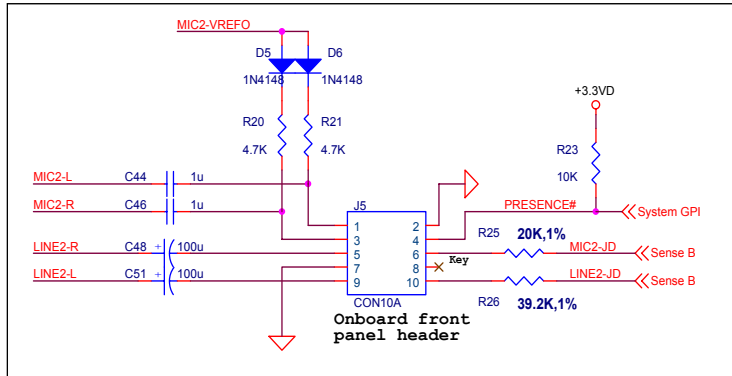 MIC2-VREFO
D5 D6
1N4148 1N4148
+3.3VD
R20 R21
4.7K 4.7K
R23
10K
MIC2-L C44 1u
MIC2-R C46 1u
J5
PRESENCE# System GPI
1 2
3 4
5 6
7 8
9 10
R25 20K,1% MIC2-JD Sense B
LINE2-R C48 + 100u
Key
LINE2-L C51 + 100u
LINE2-JD Sense B
R26 39.2K,1%
CON10A
Onboard front
panel header